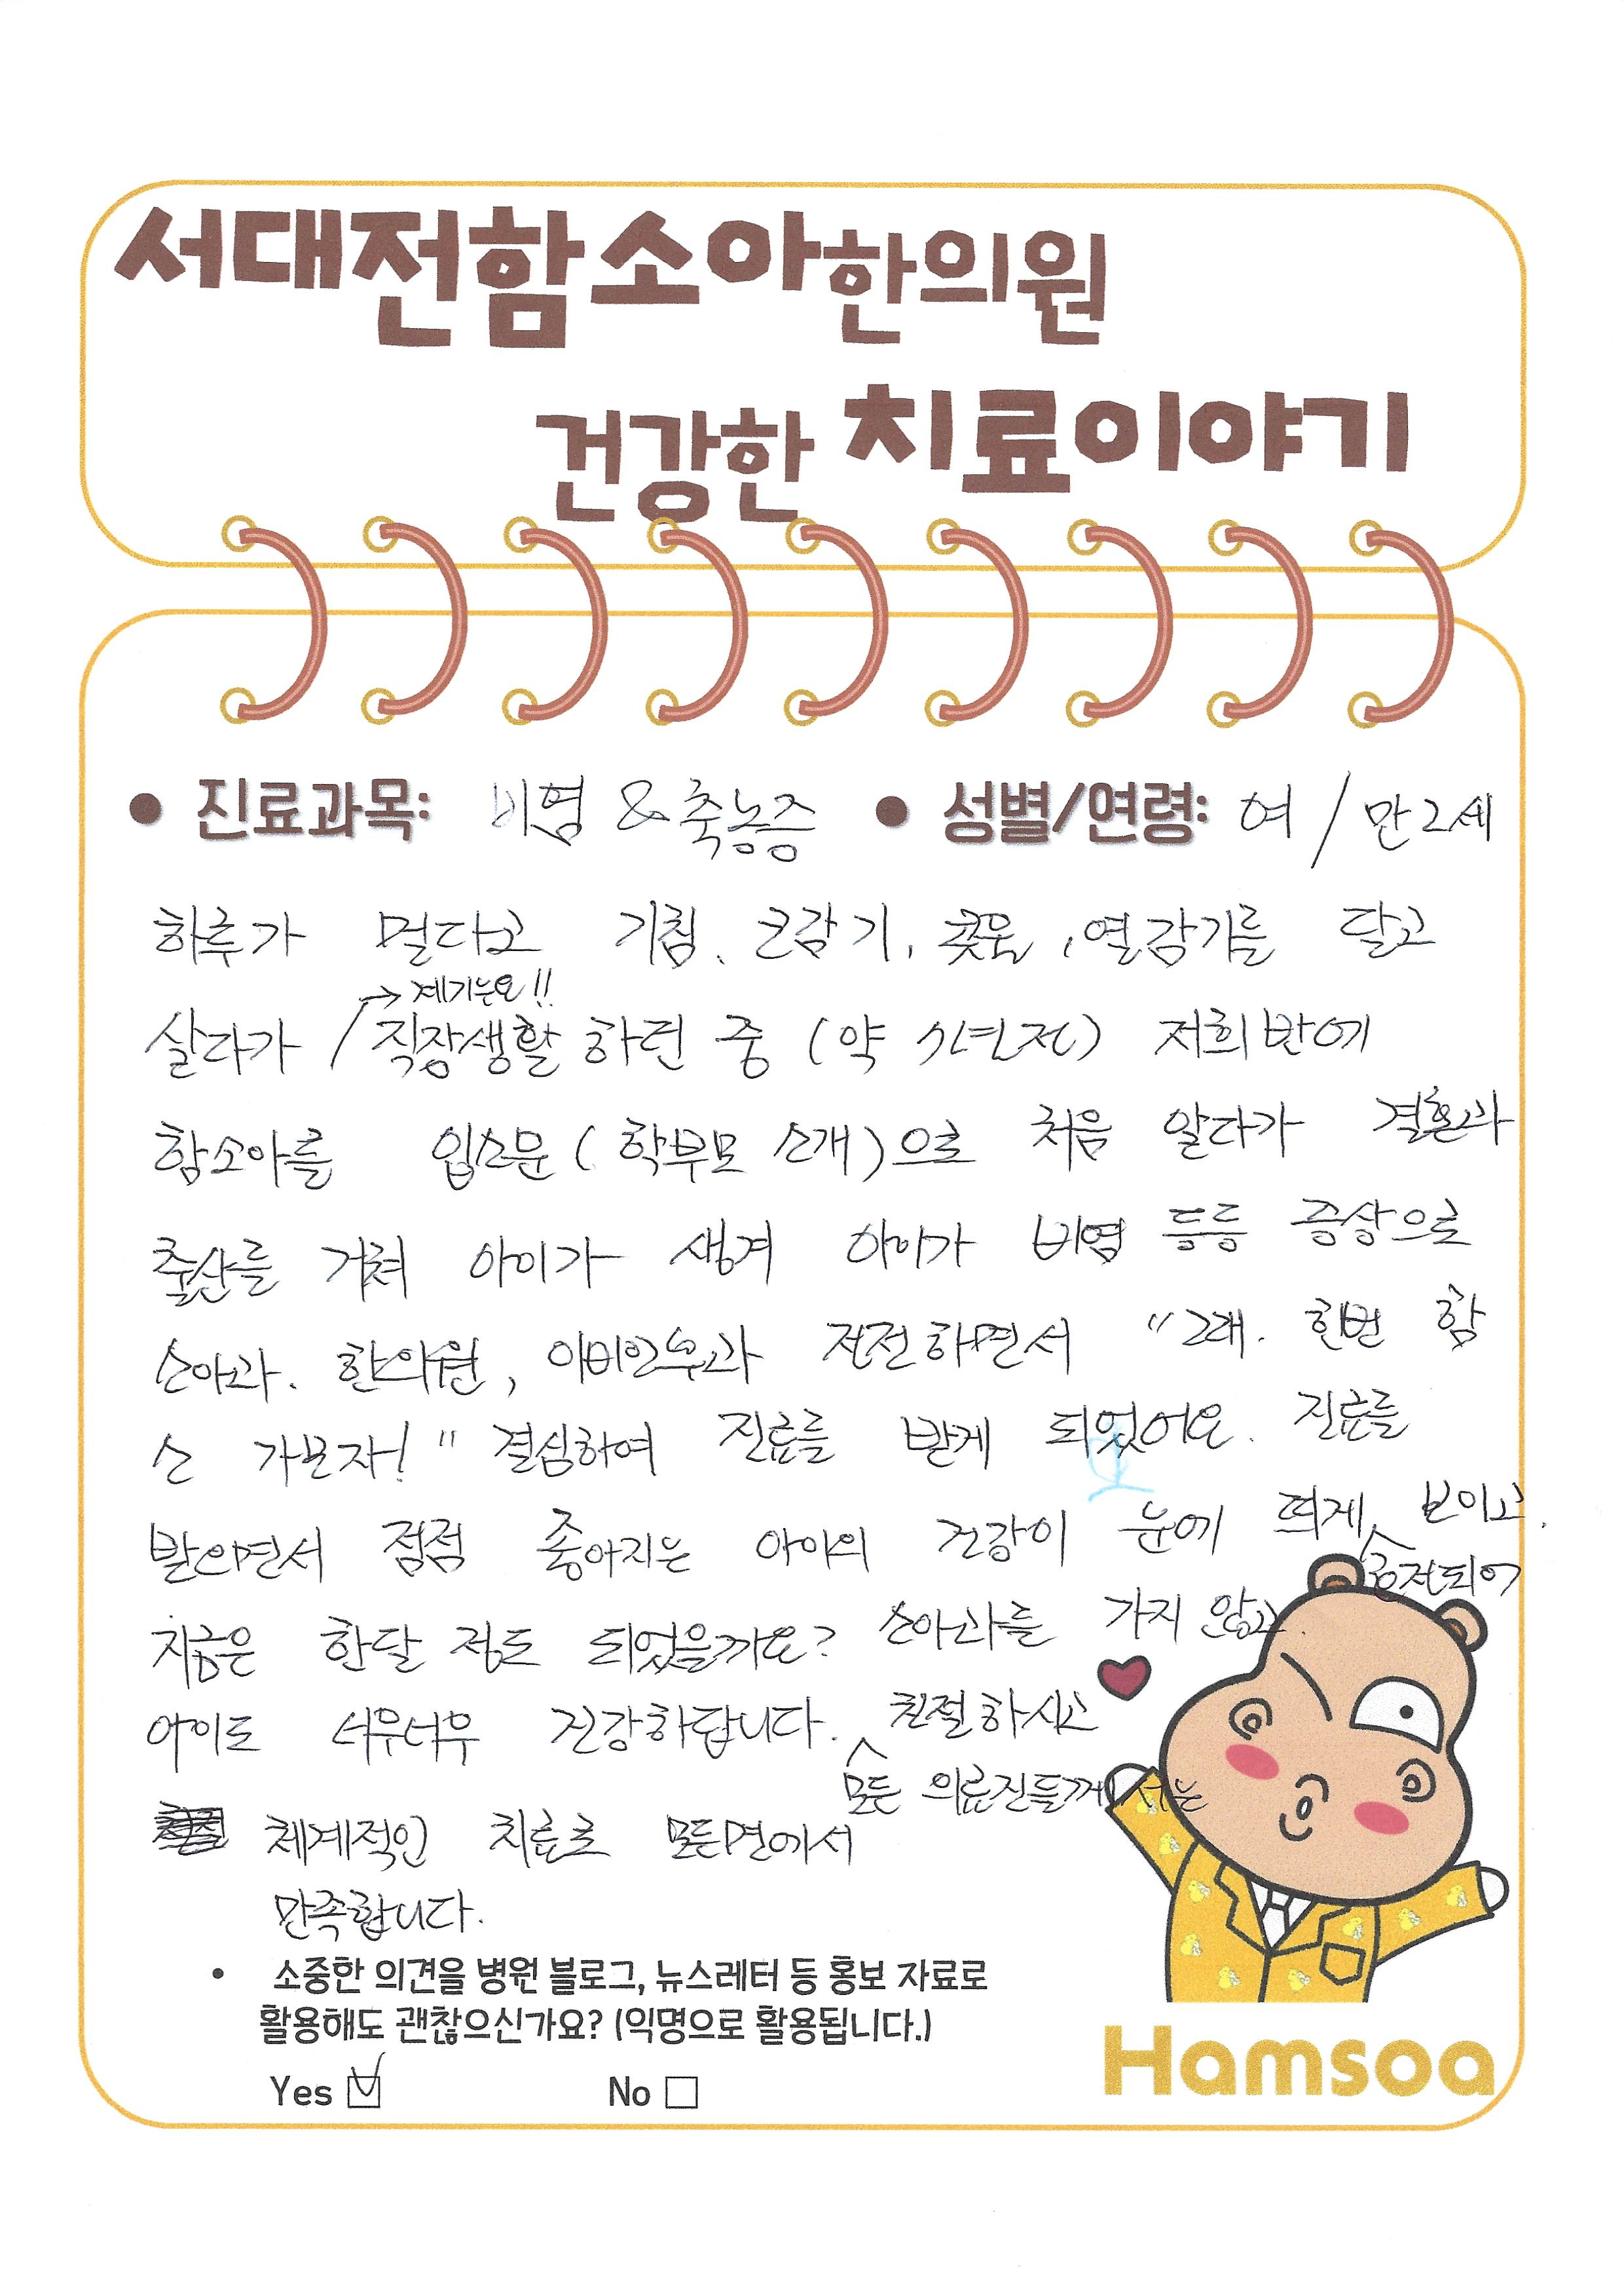 서대전함소아한의원
건강한 치료이야기
• 진료과목: 비염 & 축농증 • 성별/연령: 여 / 만2세
하루가 멀다고 기침, 코감기, 콧물, 열감기를 달고
→ 제기는요!!
살다가 / 직장생활 하던 중 (약 년전) 저희반에
함소아를 입소문 (학부모 소개)으로 처음 알다가 결혼과
출산를 거쳐 아이가 생겨 아이가 비염 등등 증상으로
소아과, 한의원, 이비인후과 전전하면서 "그래. 한번 함
소 가보자!" 결심하여 진료를 받게 되었어요. 진료를
받으면서 점점 좋아지는 아이의 건강이 눈에 띄게 보이고,
호전되어
지금은 한달 정도 되었을까요? 소아과를 가지 않고.
아이도 너무너무 건강하답니다. 친절하시고
모든 의료진들께서는
체계적인 치료로 모든면에서
만족합니다.
• 소중한 의견을 병원 블로그, 뉴스레터 등 홍보 자료로
활용해도 괜찮으신가요? (익명으로 활용됩니다.)
Yes No
Hamsoa